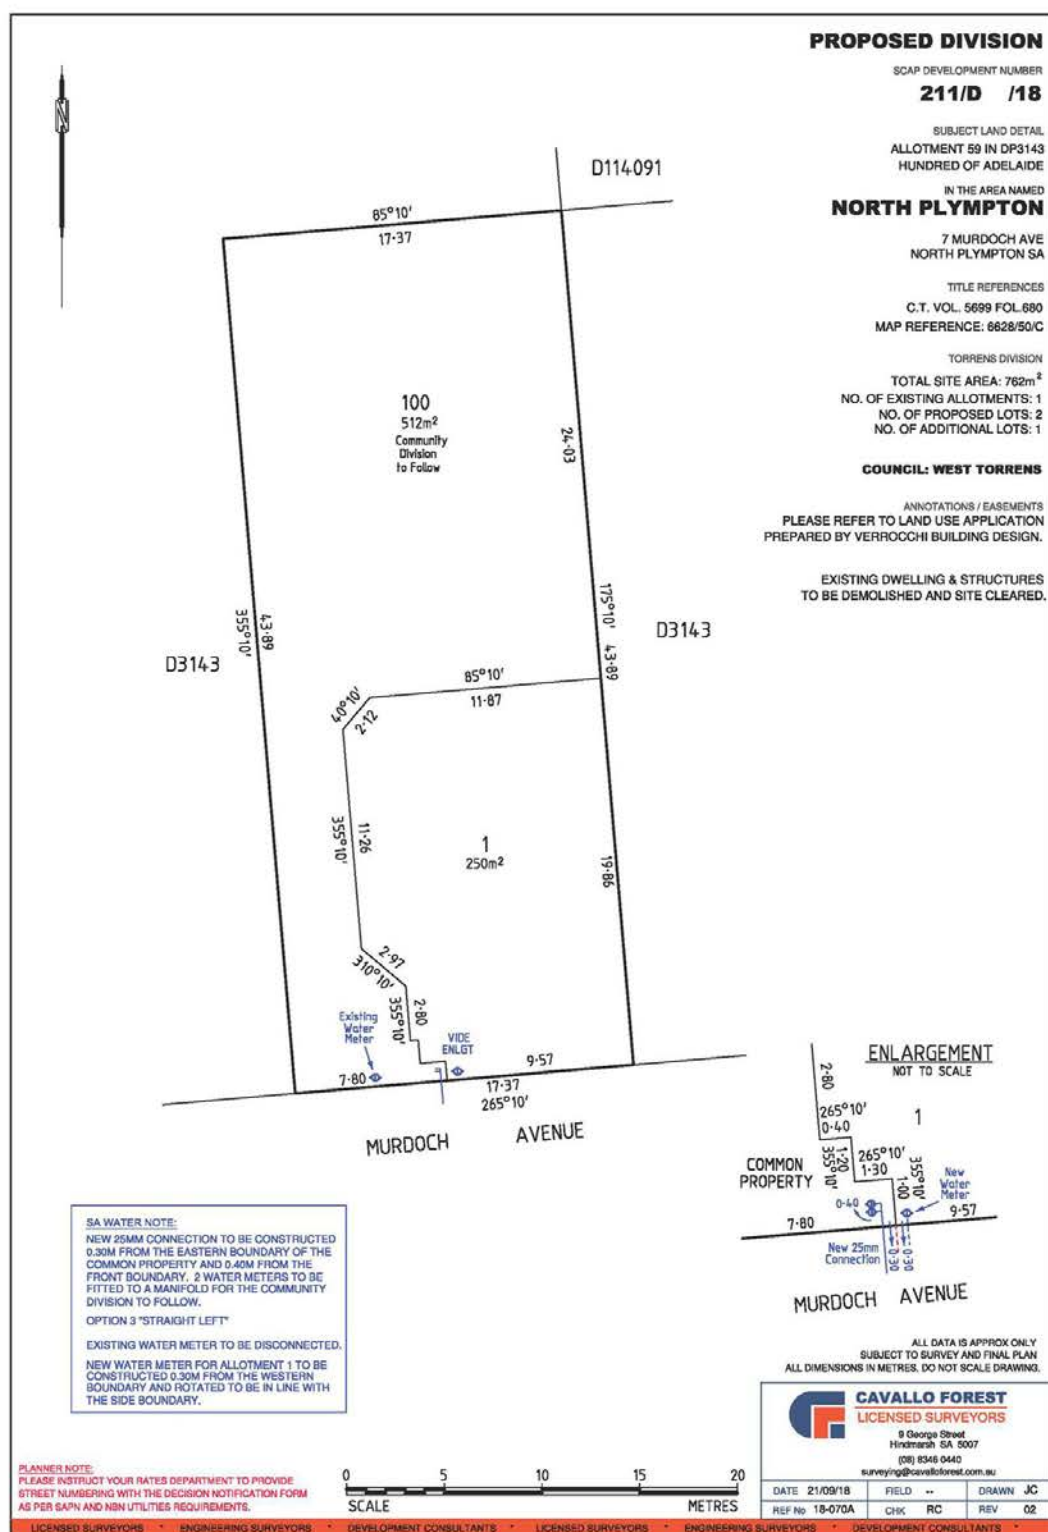 PROPOSED DIVISION
SCAP DEVELOPMENT NUMBER
211/D /18
SUBJECT LAND DETAIL
ALLOTMENT 59 IN DP3143
HUNDRED OF ADELAIDE
IN THE AREA NAMED
NORTH PLYMPTON
7 MURDOCH AVE
NORTH PLYMPTON SA
TITLE REFERENCES
C.T. VOL. 5699 FOL.680
MAP REFERENCE: 6628/50/C
TORRENS DIVISION
TOTAL SITE AREA: 762m²
NO. OF EXISTING ALLOTMENTS: 1
NO. OF PROPOSED LOTS: 2
NO. OF ADDITIONAL LOTS: 1
COUNCIL: WEST TORRENS
ANNOTATIONS / EASEMENTS
PLEASE REFER TO LAND USE APPLICATION
PREPARED BY VERROCCHI BUILDING DESIGN.
EXISTING DWELLING & STRUCTURES
TO BE DEMOLISHED AND SITE CLEARED.
N
D114091
85°10'
17·37
100
512m²
Community
Division
to Follow
24·03
175°10' 43·89
D3143
355°10'
43·89
D3143
85°10'
11·87
40°10'
2·12
355°10'
11·26
1
250m²
19·86
2·97
310°10'
355°10'
2·80
Existing
Water
Meter
VIDE
ENLGT
7·80
9·57
17·37
265°10'
MURDOCH AVENUE
ENLARGEMENT
NOT TO SCALE
2·80
265°10'
0·40
1
355°10'
1·20
265°10'
1·30
355°10'
1·00
COMMON
PROPERTY
New
Water
Meter
0·40
7·80
9·57
New 25mm
Connection
0·30
0·30
MURDOCH AVENUE
SA WATER NOTE:
NEW 25MM CONNECTION TO BE CONSTRUCTED
0.30M FROM THE EASTERN BOUNDARY OF THE
COMMON PROPERTY AND 0.40M FROM THE
FRONT BOUNDARY. 2 WATER METERS TO BE
FITTED TO A MANIFOLD FOR THE COMMUNITY
DIVISION TO FOLLOW.
OPTION 3 "STRAIGHT LEFT"
EXISTING WATER METER TO BE DISCONNECTED.
NEW WATER METER FOR ALLOTMENT 1 TO BE
CONSTRUCTED 0.30M FROM THE WESTERN
BOUNDARY AND ROTATED TO BE IN LINE WITH
THE SIDE BOUNDARY.
ALL DATA IS APPROX ONLY
SUBJECT TO SURVEY AND FINAL PLAN
ALL DIMENSIONS IN METRES. DO NOT SCALE DRAWING.
CAVALLO FOREST
LICENSED SURVEYORS
9 George Street
Hindmarsh SA 5007
(08) 8346 0440
surveying@cavalloforest.com.au
DATE 21/09/18 FIELD -- DRAWN JC
REF No 18-070A CHK RC REV 02
PLANNER NOTE:
PLEASE INSTRUCT YOUR RATES DEPARTMENT TO PROVIDE
STREET NUMBERING WITH THE DECISION NOTIFICATION FORM
AS PER SAPN AND NBN UTILITIES REQUIREMENTS.
0 5 10 15 20
SCALE METRES
LICENSED SURVEYORS * ENGINEERING SURVEYORS * DEVELOPMENT CONSULTANTS * LICENSED SURVEYORS * ENGINEERING SURVEYORS * DEVELOPMENT CONSULTANTS *